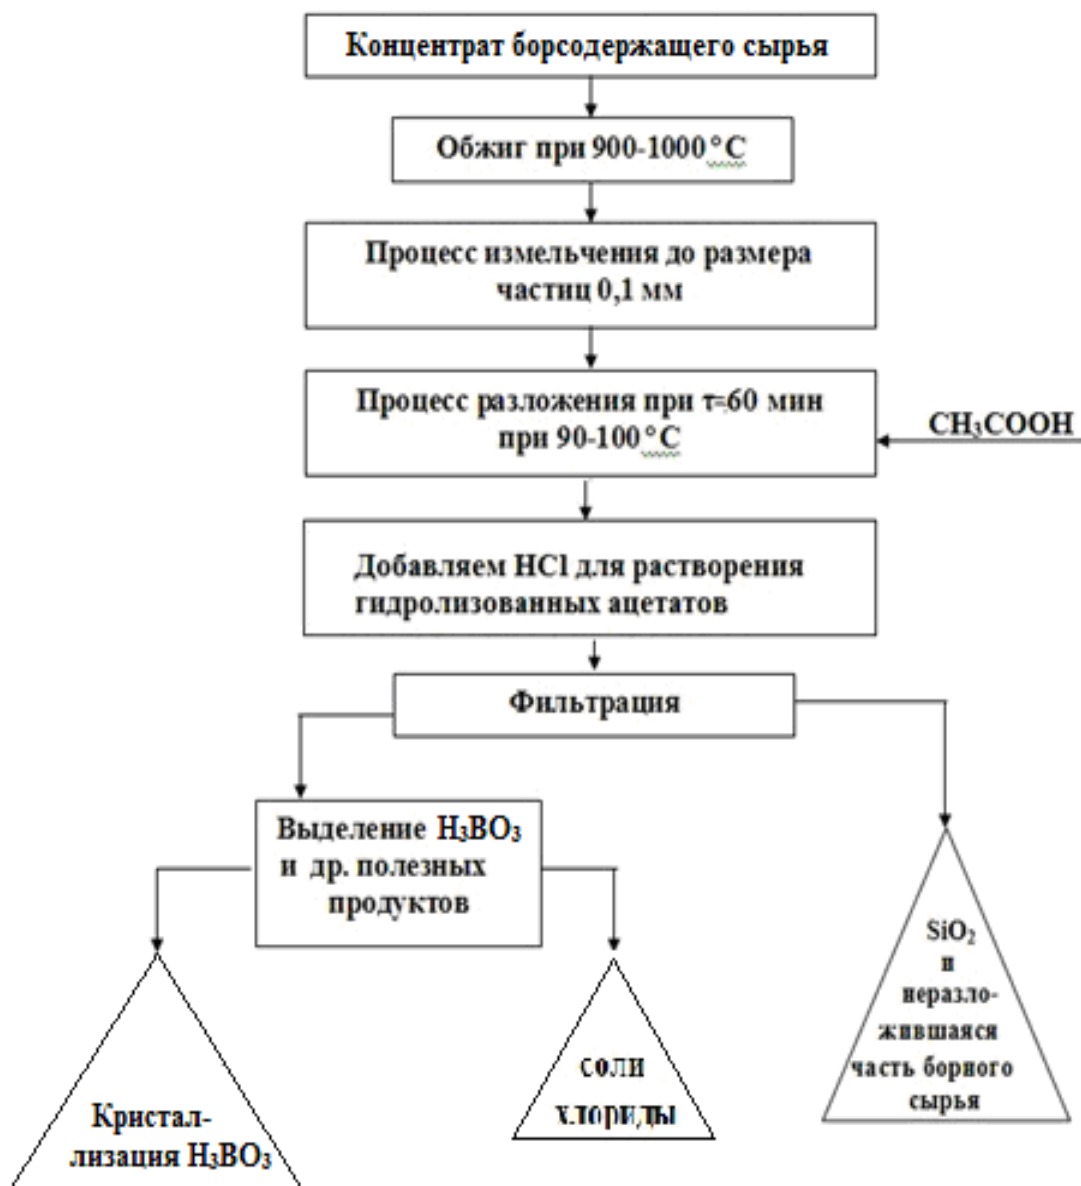 Концентрат борсодержащего сырья
Обжиг при 900-1000°C
Процесс измельчения до размера
частиц 0,1 мм
Процесс разложения при τ=60 мин
при 90-100°C
CH₃COOH
Добавляем HCl для растворения
гидролизованных ацетатов
Фильтрация
Выделение H₃BO₃
и др. полезных
продуктов
SiO₂
и
неразло-
жившаяся
часть борного
сырья
соли
хлориды
Кристал-
лизация H₃BO₃